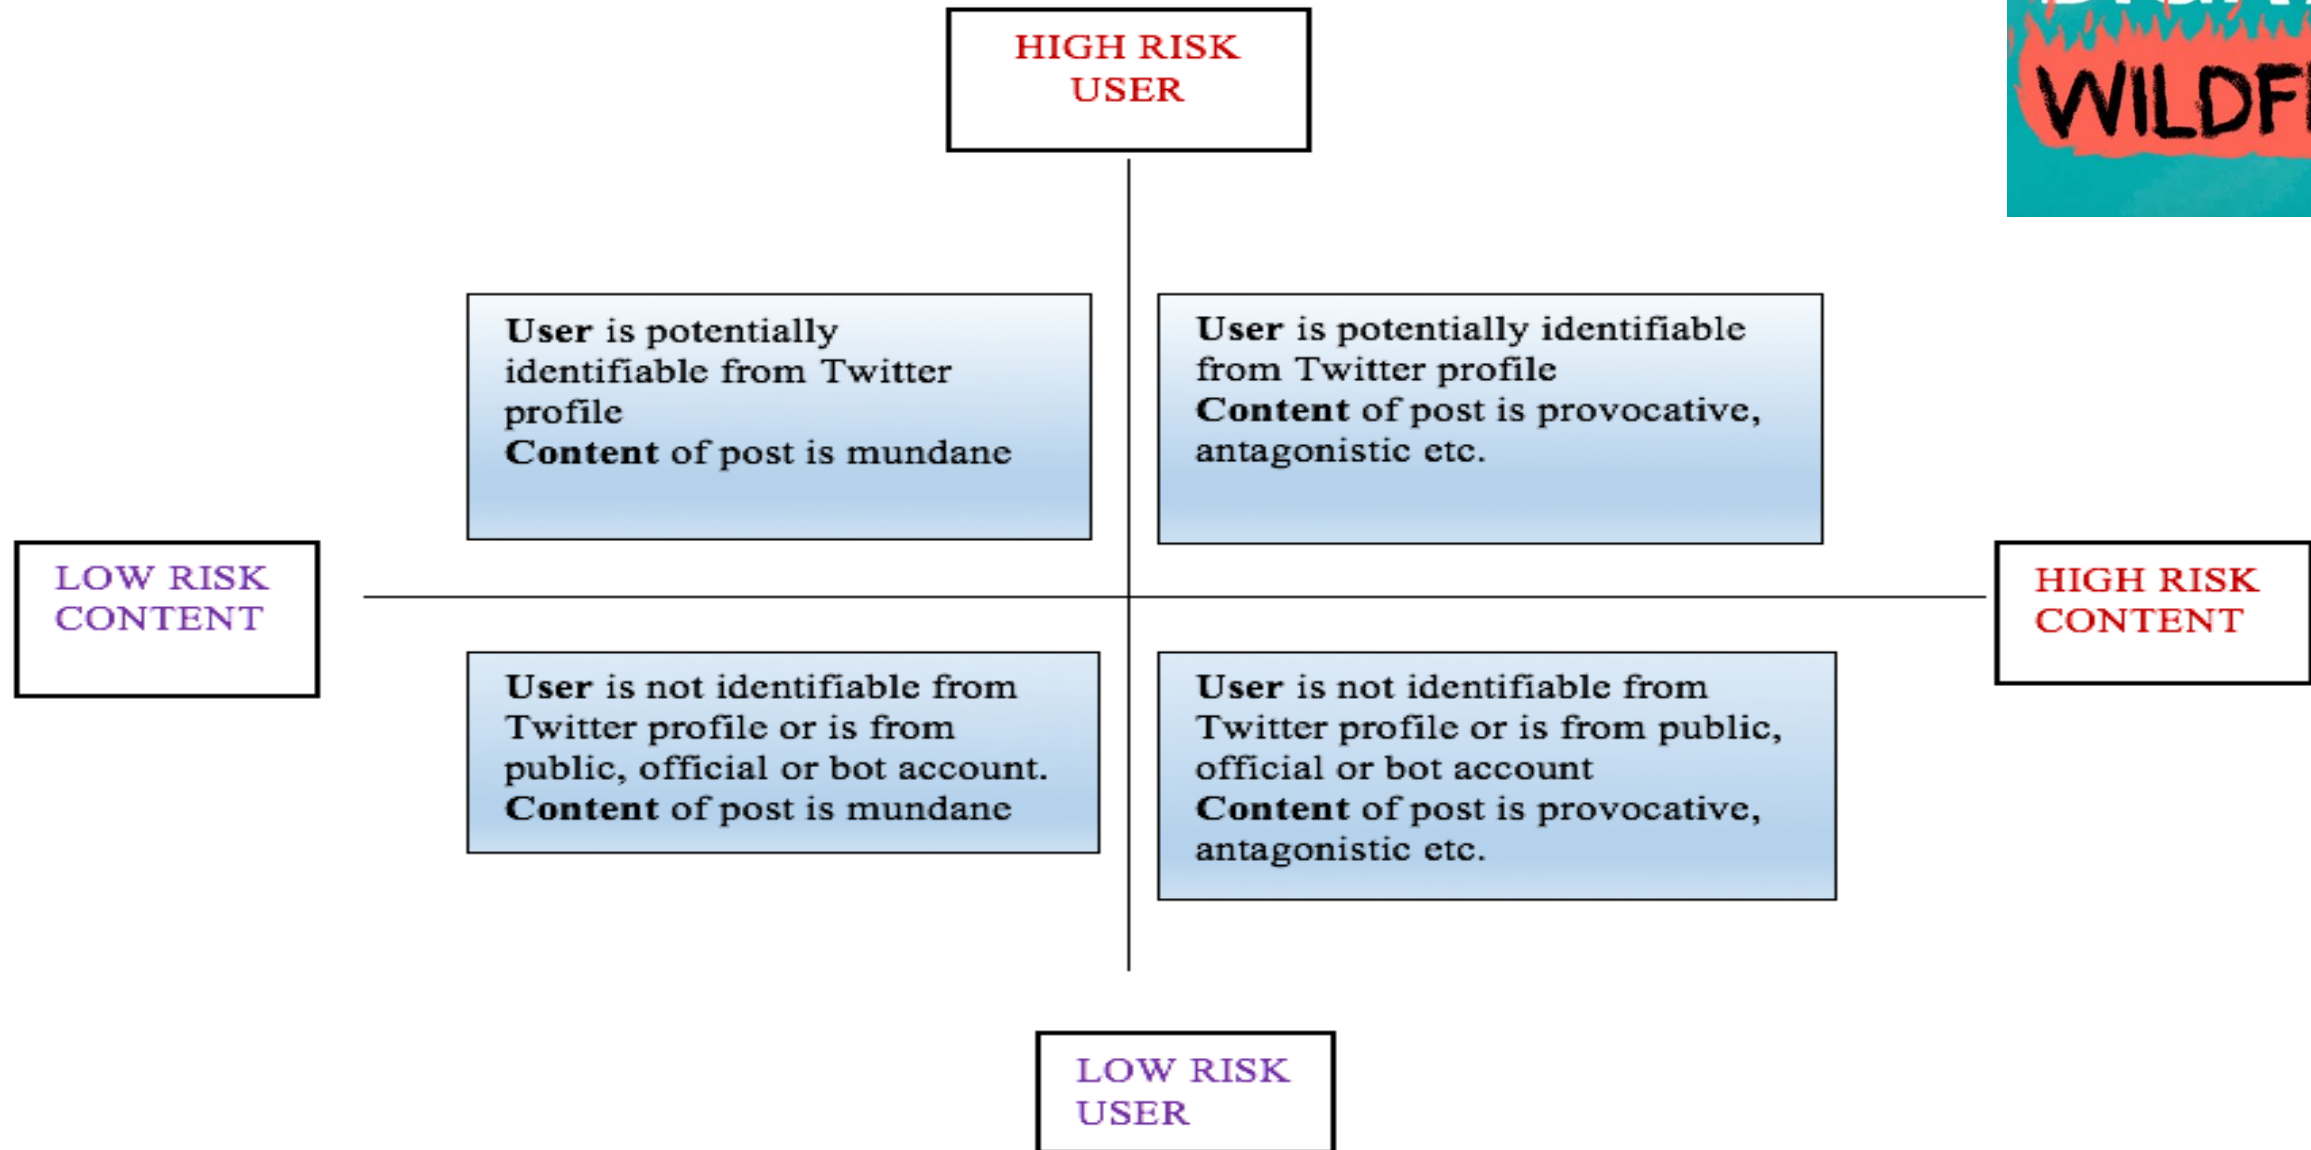 HIGH RISK
USER
User is potentially
identifiable from Twitter
profile
Content of post is mundane
User is potentially identifiable
from Twitter profile
Content of post is provocative,
antagonistic etc.
LOW RISK
CONTENT
HIGH RISK
CONTENT
User is not identifiable from
Twitter profile or is from
public, official or bot account.
Content of post is mundane
User is not identifiable from
Twitter profile or is from public,
official or bot account
Content of post is provocative,
antagonistic etc.
LOW RISK
USER